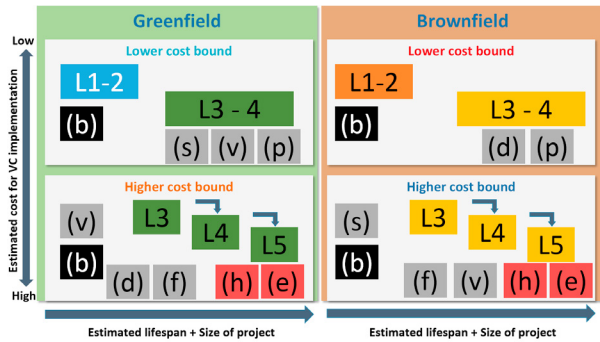 Greenfield
Brownfield
Low
Estimated cost for VC implementation
High
Lower cost bound
L1-2
(b)
L3 - 4
(s) (v) (p)
Higher cost bound
(v)
L3
L4
L5
(b)
(d) (f) (h) (e)
Lower cost bound
L1-2
(b)
L3 - 4
(d) (p)
Higher cost bound
(s)
L3
L4
L5
(b)
(f) (v) (h) (e)
Estimated lifespan + Size of project
Estimated lifespan + Size of project